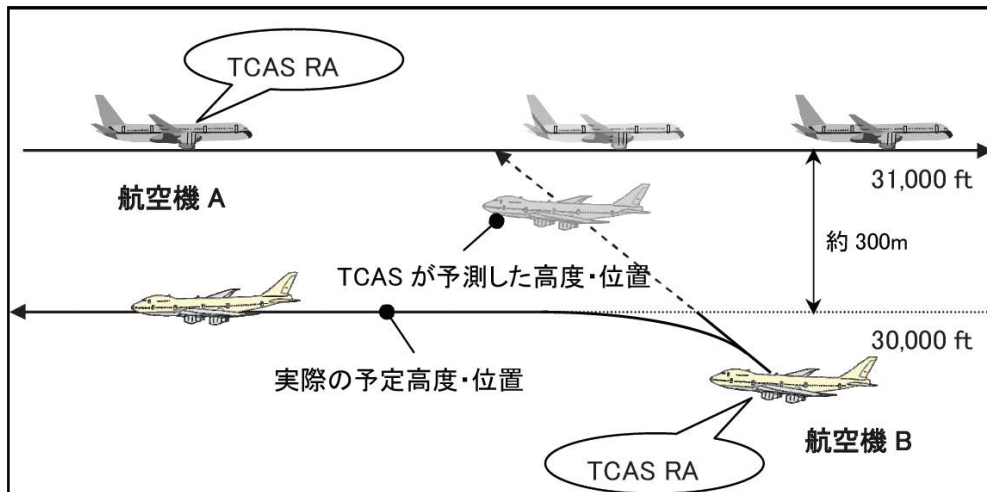 TCAS RA
航空機 A
31,000 ft
約 300m
TCAS が予測した高度・位置
30,000 ft
実際の予定高度・位置
航空機 B
TCAS RA